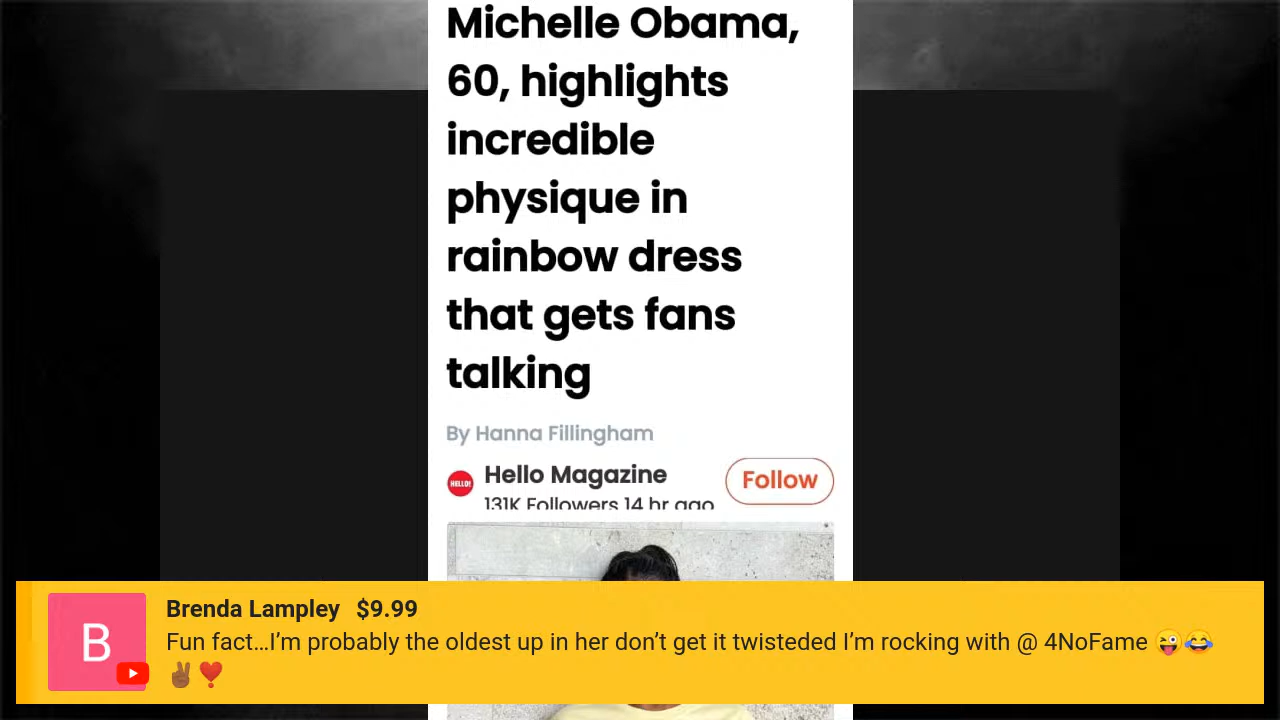 Michelle Obama,
60, highlights
incredible
physique in
rainbow dress
that gets fans
talking
By Hanna Fillingham
HELLO!
Hello Magazine
131K Followers 14 hr ago
Follow
B
Brenda Lampley $9.99
Fun fact…I’m probably the oldest up in her don’t get it twisteded I’m rocking with @ 4NoFame 😜😂
✌🏾❣️